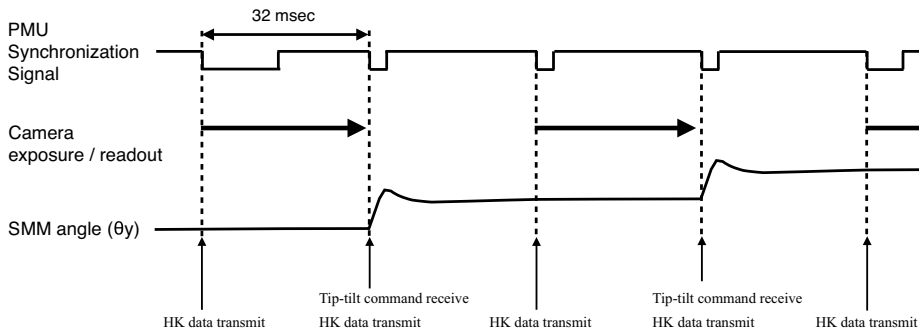 32 msec
PMU
Synchronization
Signal
Camera
exposure / readout
SMM angle (θy)
Tip-tilt command receive
Tip-tilt command receive
HK data transmit
HK data transmit
HK data transmit
HK data transmit
HK data transmit